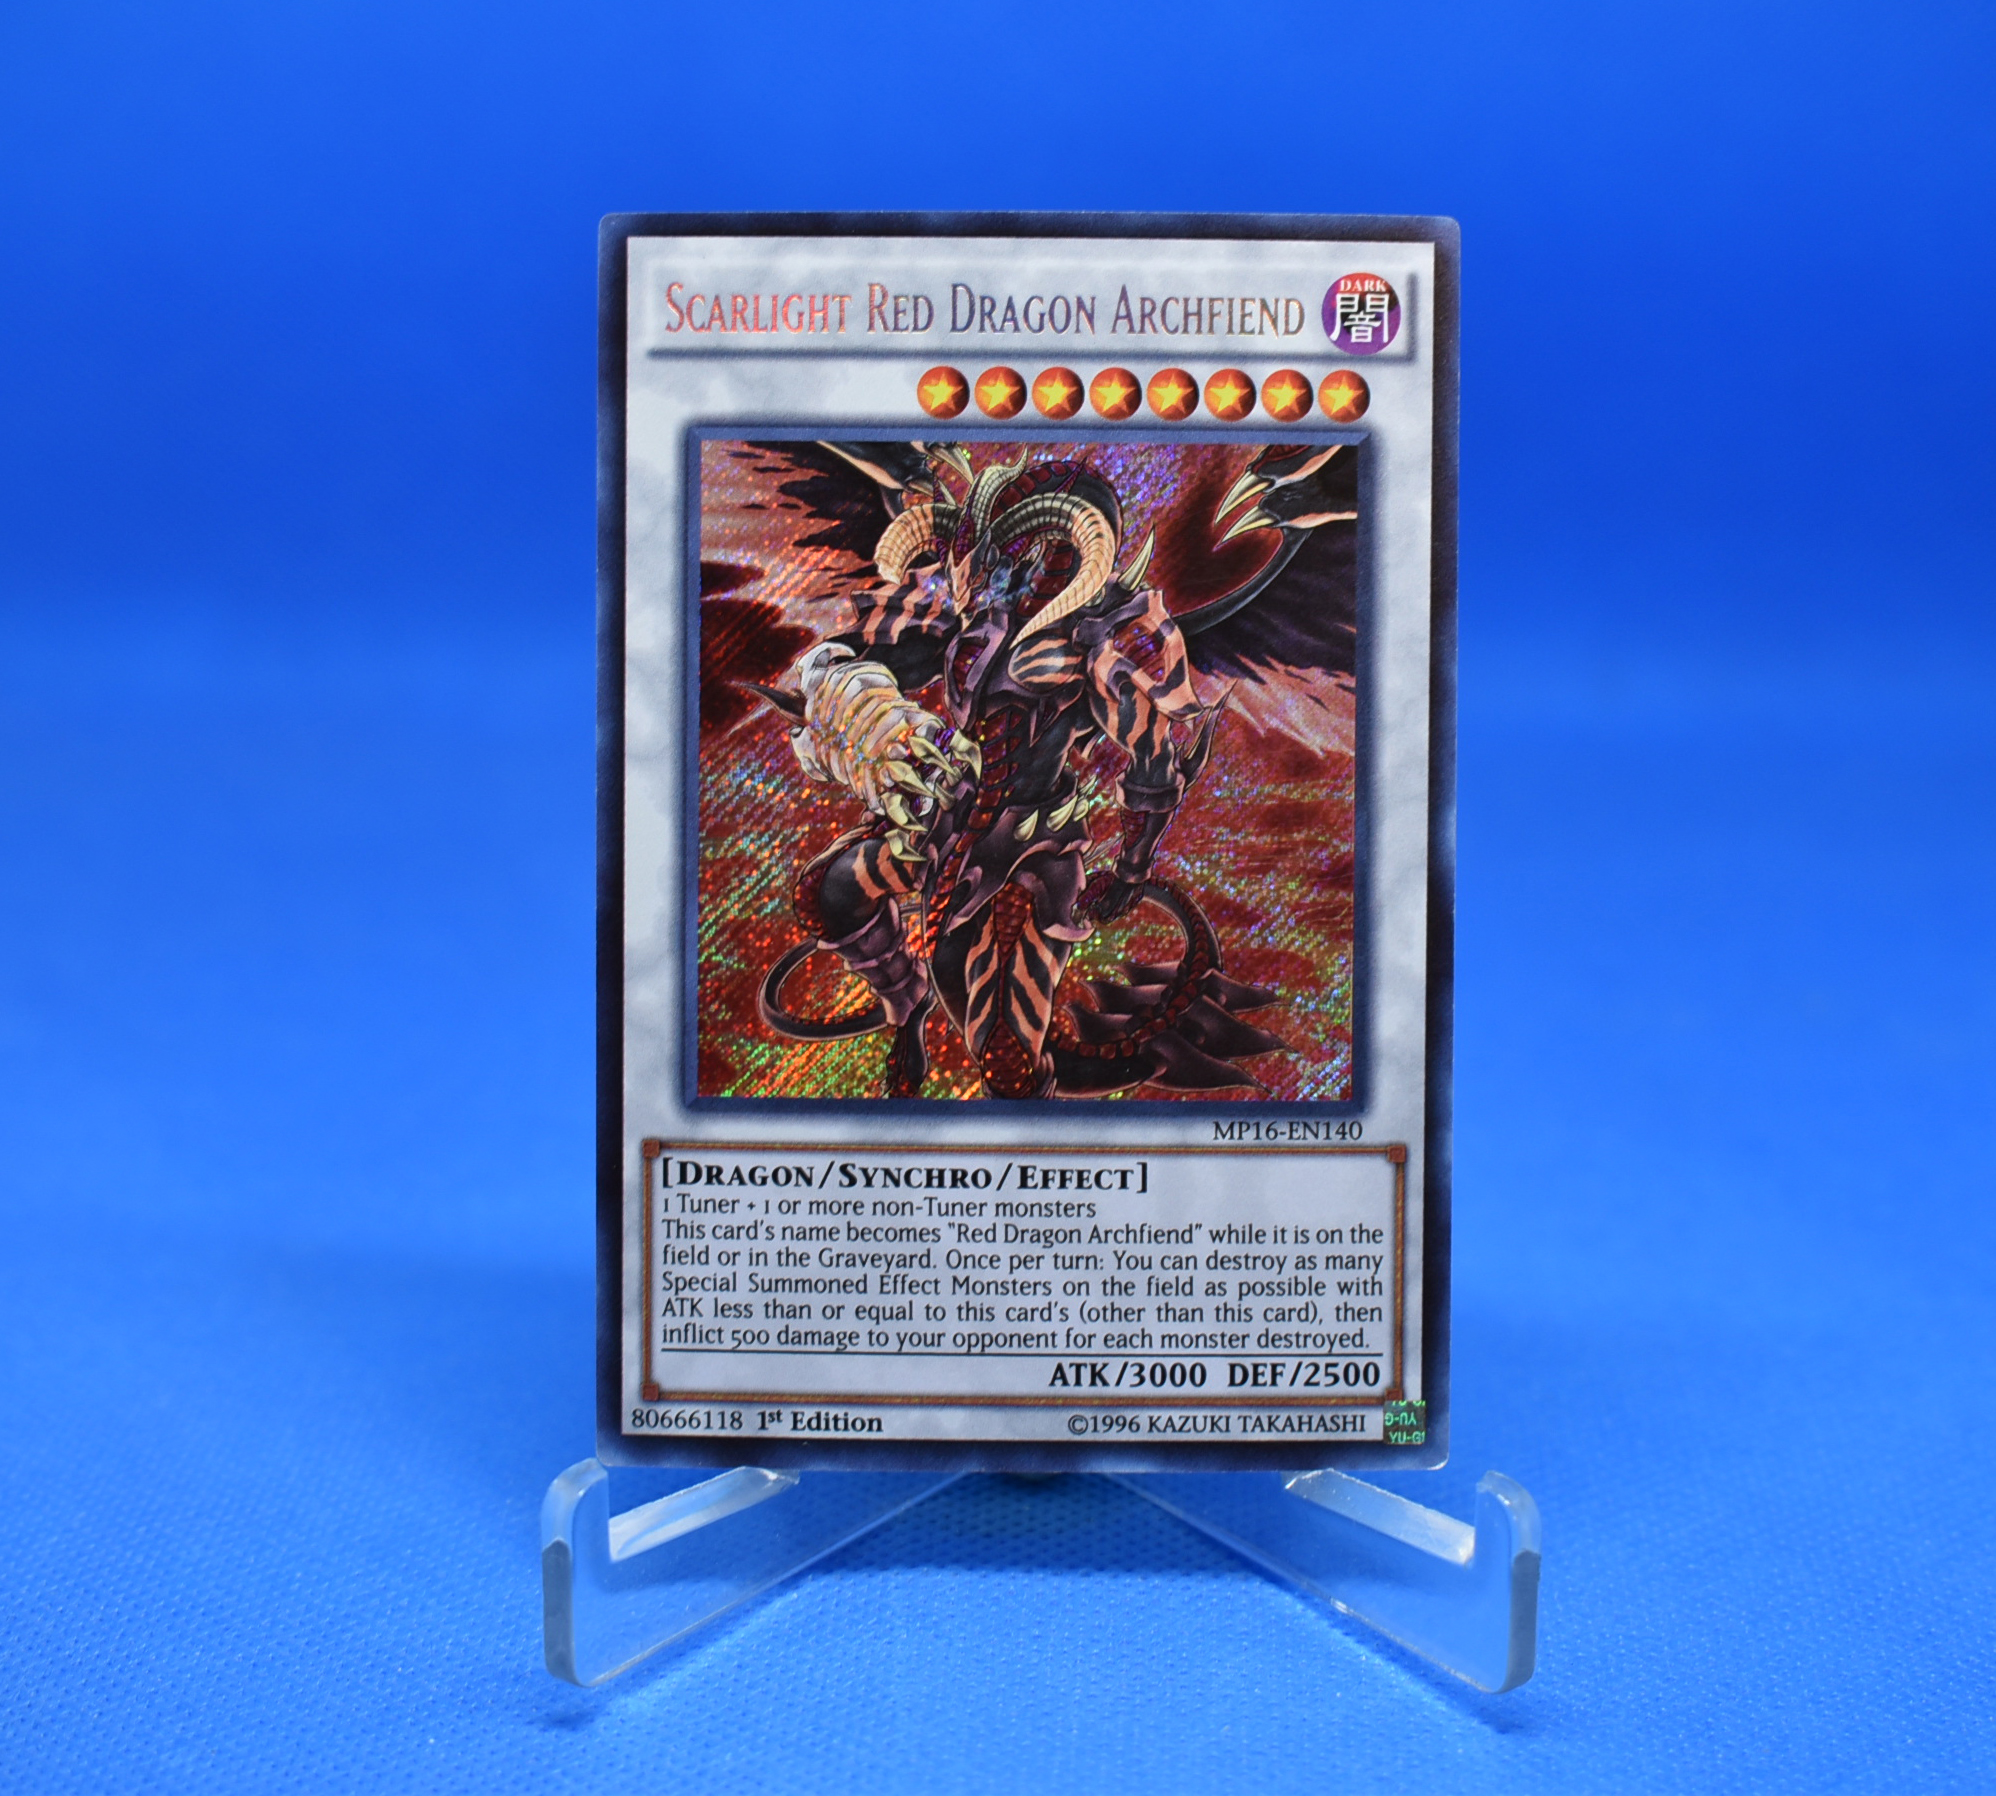 SCARLIGHT RED DRAGON ARCHFIEND
DARK
闇
MP16-EN140
[DRAGON/SYNCHRO/EFFECT]
1 Tuner + 1 or more non-Tuner monsters
This card's name becomes "Red Dragon Archfiend" while it is on the
field or in the Graveyard. Once per turn: You can destroy as many
Special Summoned Effect Monsters on the field as possible with
ATK less than or equal to this card's (other than this card), then
inflict 500 damage to your opponent for each monster destroyed.
ATK/3000 DEF/2500
80666118 1st Edition ©1996 KAZUKI TAKAHASHI